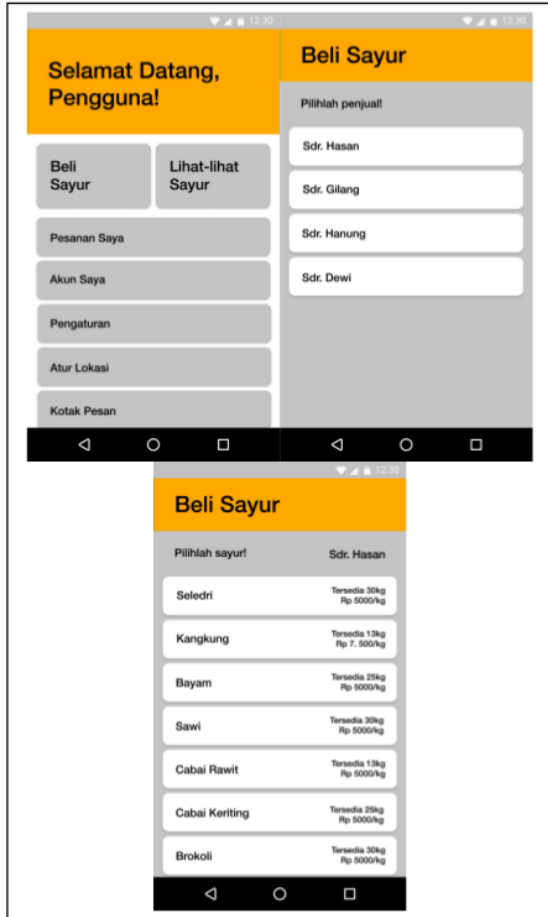 12:30
Selamat Datang,
Pengguna!
Beli
Sayur
Lihat-lihat
Sayur
Pesanan Saya
Akun Saya
Pengaturan
Atur Lokasi
Kotak Pesan
12:30
Beli Sayur
Pilihlah penjual!
Sdr. Hasan
Sdr. Gilang
Sdr. Hanung
Sdr. Dewi
12:30
Beli Sayur
Pilihlah sayur!
Sdr. Hasan
Seledri
Tersedia 30kg
Rp 5000/kg
Kangkung
Tersedia 13kg
Rp 7. 500/kg
Bayam
Tersedia 25kg
Rp 5000/kg
Sawi
Tersedia 30kg
Rp 5000/kg
Cabai Rawit
Tersedia 13kg
Rp 5000/kg
Cabai Keriting
Tersedia 25kg
Rp 5000/kg
Brokoli
Tersedia 30kg
Rp 5000/kg